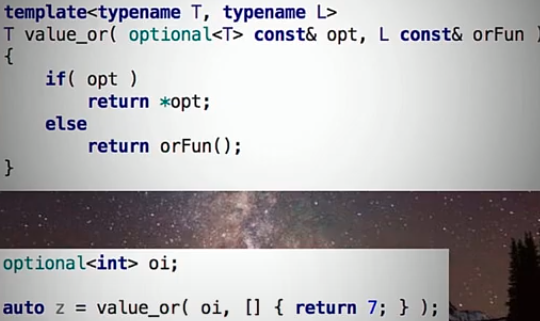 template<typename T, typename L>
T value_or( optional<T> const& opt, L const& orFun )
{
    if( opt )
        return *opt;
    else
        return orFun();
}
optional<int> oi;
auto z = value_or( oi, [] { return 7; } );